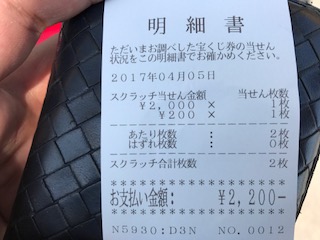 明細書
ただいまお調べした宝くじ券の当せん
状況をこの明細書でお確かめください。
2017年04月05日
スクラッチ当せん金額 当せん枚数
¥2,000 × 1枚
¥200 × 1枚
あたり枚数 : 2枚
はずれ枚数 : 0枚
スクラッチ合計枚数 2枚
******************
お支払い金額: ¥2,200-
******************
N5930:D3N NO.0012